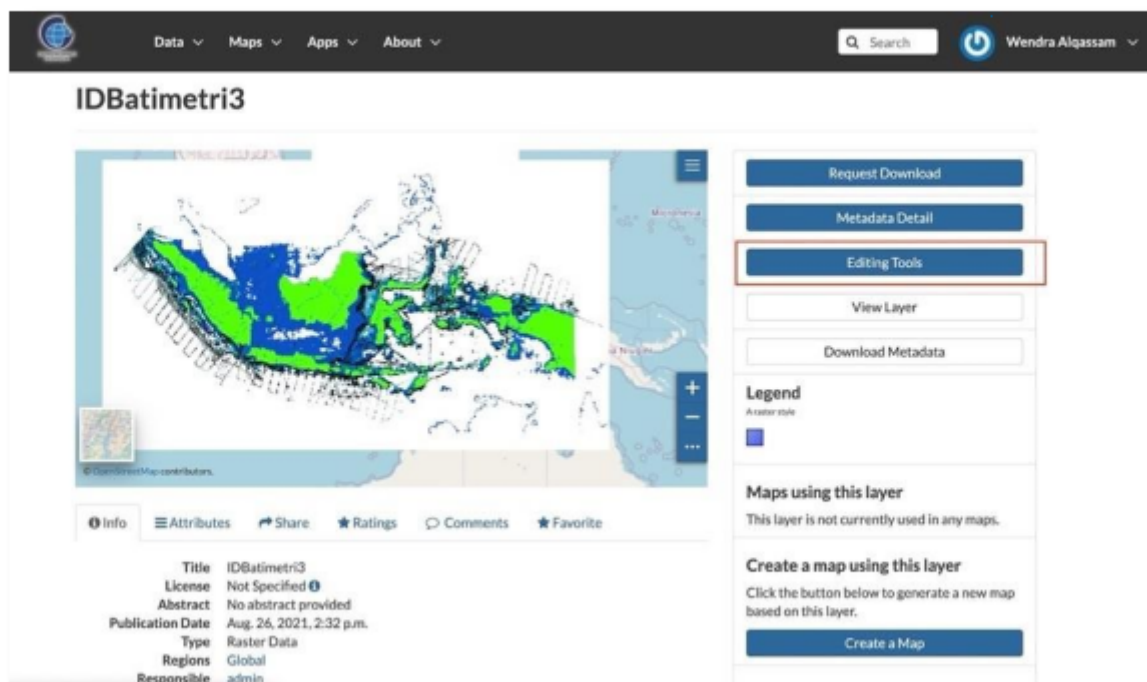 Data Maps Apps About Search Wendra Alqassam
IDBatimetri3
Micronesia
© OpenStreetMap contributors.
Request Download
Metadata Detail
Editing Tools
View Layer
Download Metadata
Legend
A raster style
Maps using this layer
This layer is not currently used in any maps.
Create a map using this layer
Click the button below to generate a new map
based on this layer.
Create a Map
Info Attributes Share Ratings Comments Favorite
Title IDBatimetri3
License Not Specified
Abstract No abstract provided
Publication Date Aug. 26, 2021, 2:32 p.m.
Type Raster Data
Regions Global
Responsible admin